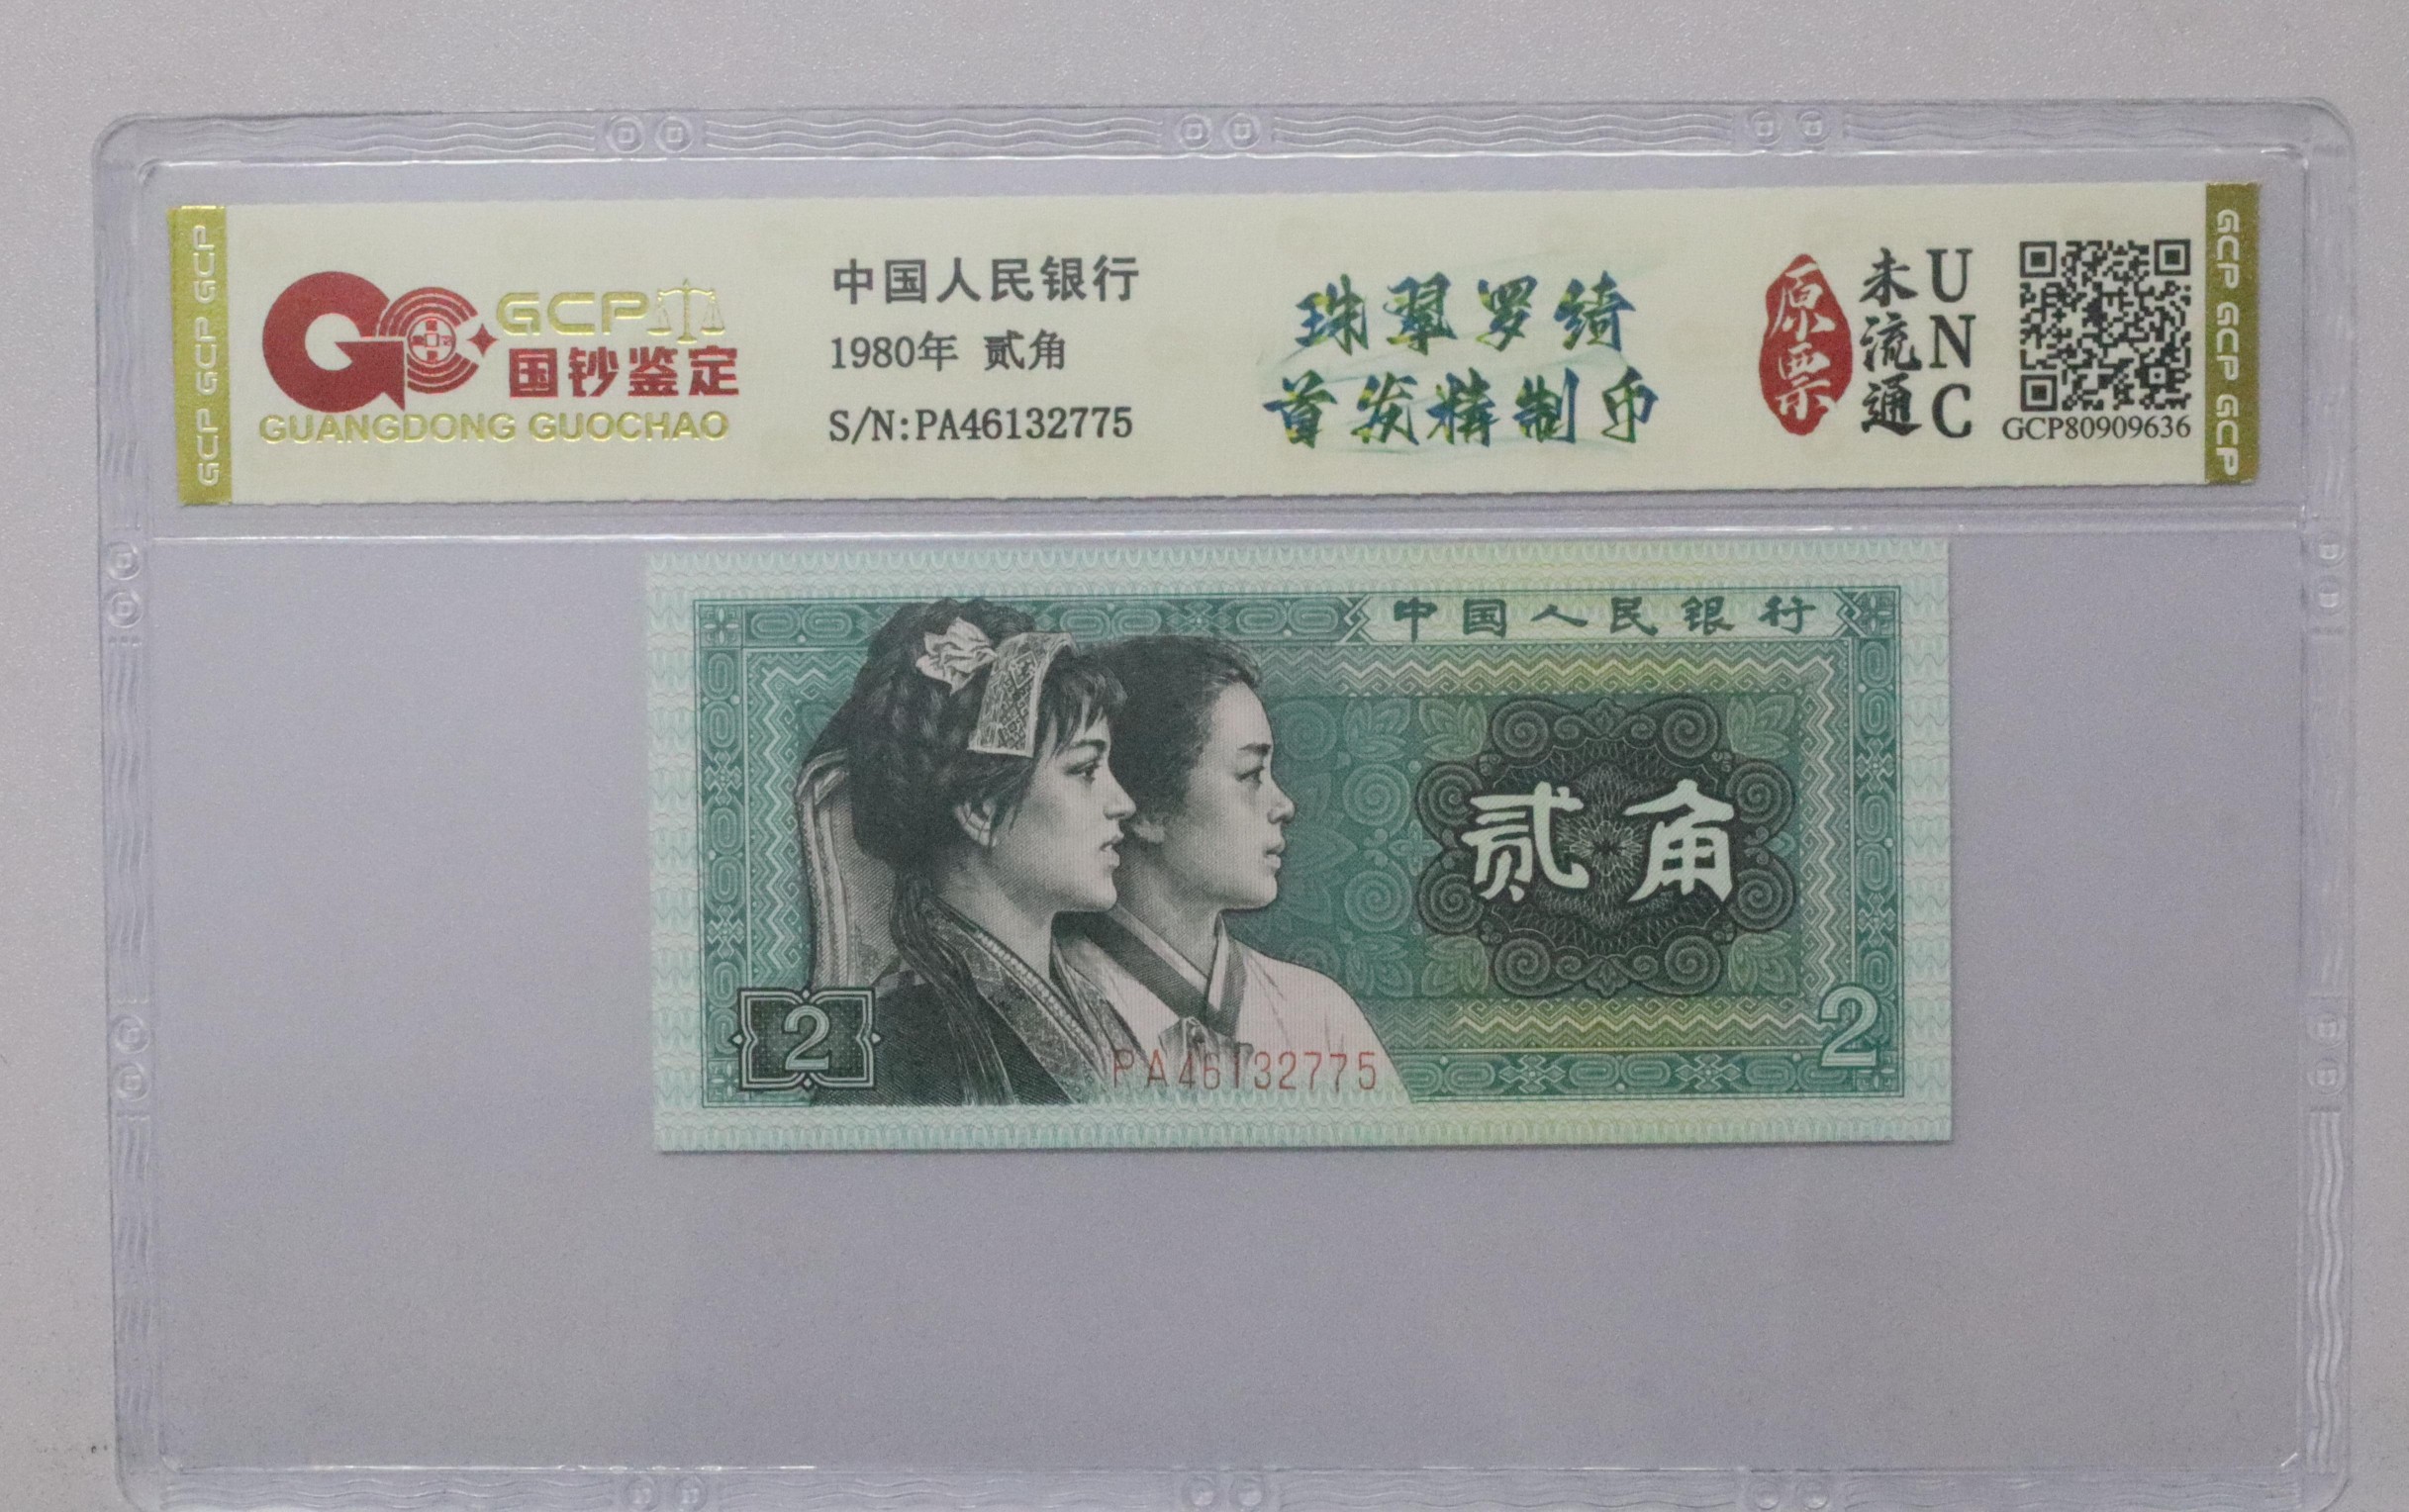 GCP GCP GCP
GCP
国钞鉴定
GUANGDONG GUOCHAO
中国人民银行
1980年 贰角
S/N:PA46132775
珠翠罗绮
首发精制币
原票
未流通
UNC
GCP80909636
GCP GCP GCP
中国人民银行
贰角
2
2
PA46132775